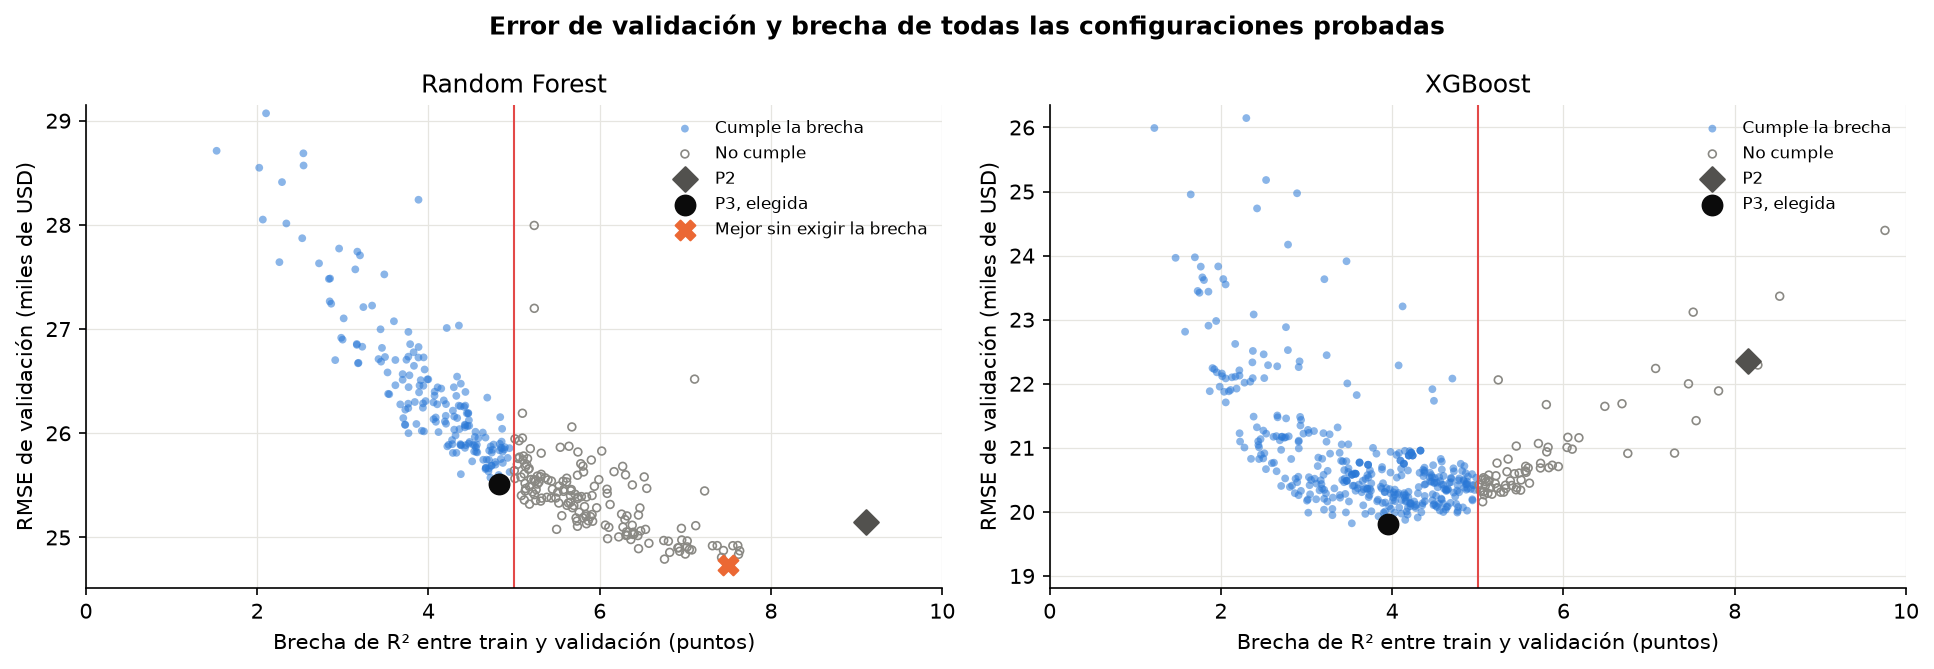 Error de validación y brecha de todas las configuraciones probadas
Random Forest
RMSE de validación (miles de USD)
29
28
27
26
25
0 2 4 6 8 10
Brecha de R² entre train y validación (puntos)
Cumple la brecha
No cumple
P2
P3, elegida
Mejor sin exigir la brecha
XGBoost
RMSE de validación (miles de USD)
26
25
24
23
22
21
20
19
0 2 4 6 8 10
Brecha de R² entre train y validación (puntos)
Cumple la brecha
No cumple
P2
P3, elegida